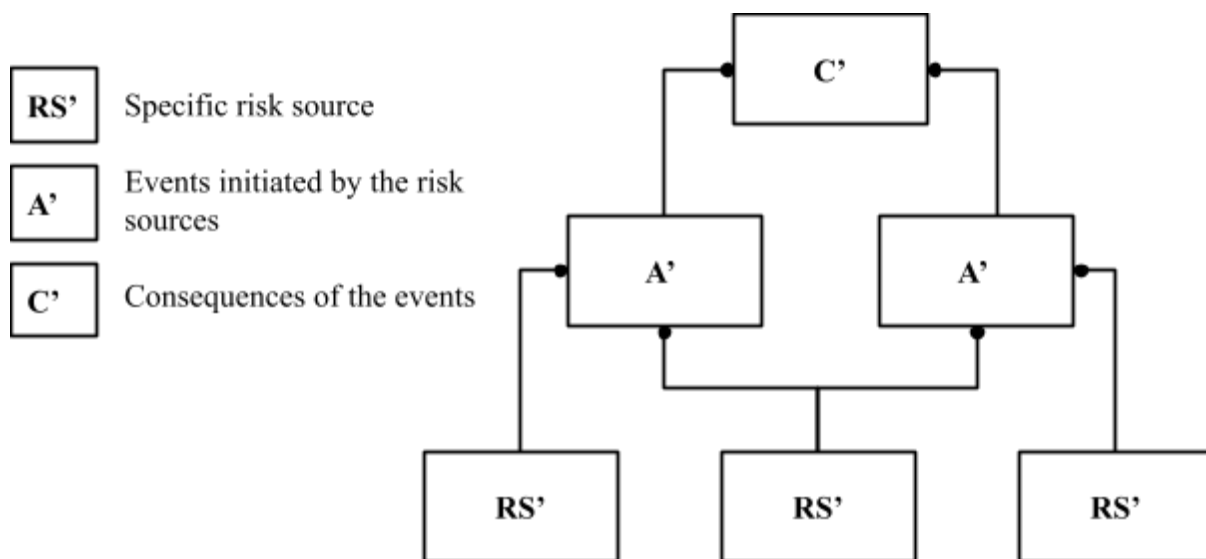 RS’
Specific risk source
A’
Events initiated by the risk
sources
C’
Consequences of the events
C’
A’
A’
RS’
RS’
RS’